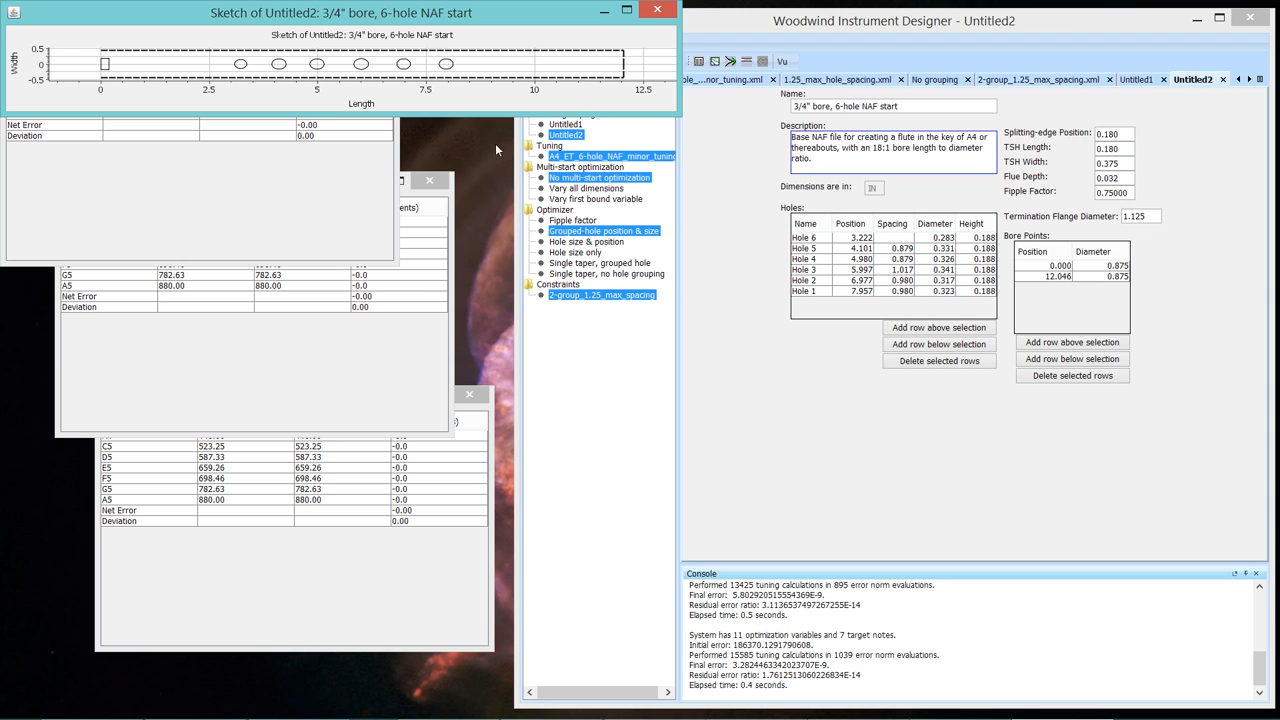 Sketch of Untitled2: 3/4" bore, 6-hole NAF start
Sketch of Untitled2: 3/4" bore, 6-hole NAF start
Width
0.5
0
-0.5
0 2.5 5 7.5 10 12.5
Length
Net Error -0.00
Deviation 0.00
G5 782.63 782.63 -0.0
A5 880.00 880.00 -0.0
Net Error -0.00
Deviation 0.00
C5 523.25 523.25 -0.0
D5 587.33 587.33 -0.0
E5 659.26 659.26 -0.0
F5 698.46 698.46 -0.0
G5 782.63 782.63 -0.0
A5 880.00 880.00 -0.0
Net Error -0.00
Deviation 0.00
Woodwind Instrument Designer - Untitled2
Vu
1.25_max_hole_spacing.xml No grouping 2-group_1.25_max_spacing.xml Untitled1 Untitled2
Untitled1
Untitled2
Tuning
A4_ET_6-hole_NAF_minor_tuning
Multi-start optimization
No multi-start optimization
Vary all dimensions
Vary first bound variable
Optimizer
Fipple factor
Grouped-hole position & size
Hole size & position
Hole size only
Single taper, grouped hole
Single taper, no hole grouping
Constraints
2-group_1.25_max_spacing
Name:
3/4" bore, 6-hole NAF start
Description:
Base NAF file for creating a flute in the key of A4 or
thereabouts, with an 18:1 bore length to diameter
ratio.
Dimensions are in: IN
Holes:
Name Position Spacing Diameter Height
Hole 6 3.222 0.283 0.188
Hole 5 4.101 0.879 0.331 0.188
Hole 4 4.980 0.879 0.326 0.188
Hole 3 5.997 1.017 0.341 0.188
Hole 2 6.977 0.980 0.317 0.188
Hole 1 7.957 0.980 0.323 0.188
Add row above selection
Add row below selection
Delete selected rows
Splitting-edge Position: 0.180
TSH Length: 0.180
TSH Width: 0.375
Flue Depth: 0.032
Fipple Factor: 0.75000
Termination Flange Diameter: 1.125
Bore Points:
Position Diameter
0.000 0.875
12.046 0.875
Add row above selection
Add row below selection
Delete selected rows
Console
Performed 13425 tuning calculations in 895 error norm evaluations.
Final error: 5.802920515554369E-9.
Residual error ratio: 3.1136537497267255E-14
Elapsed time: 0.5 seconds.
System has 11 optimization variables and 7 target notes.
Initial error: 186370.1291790608.
Performed 15585 tuning calculations in 1039 error norm evaluations.
Final error: 3.2824463342023707E-9.
Residual error ratio: 1.7612513060226834E-14
Elapsed time: 0.4 seconds.